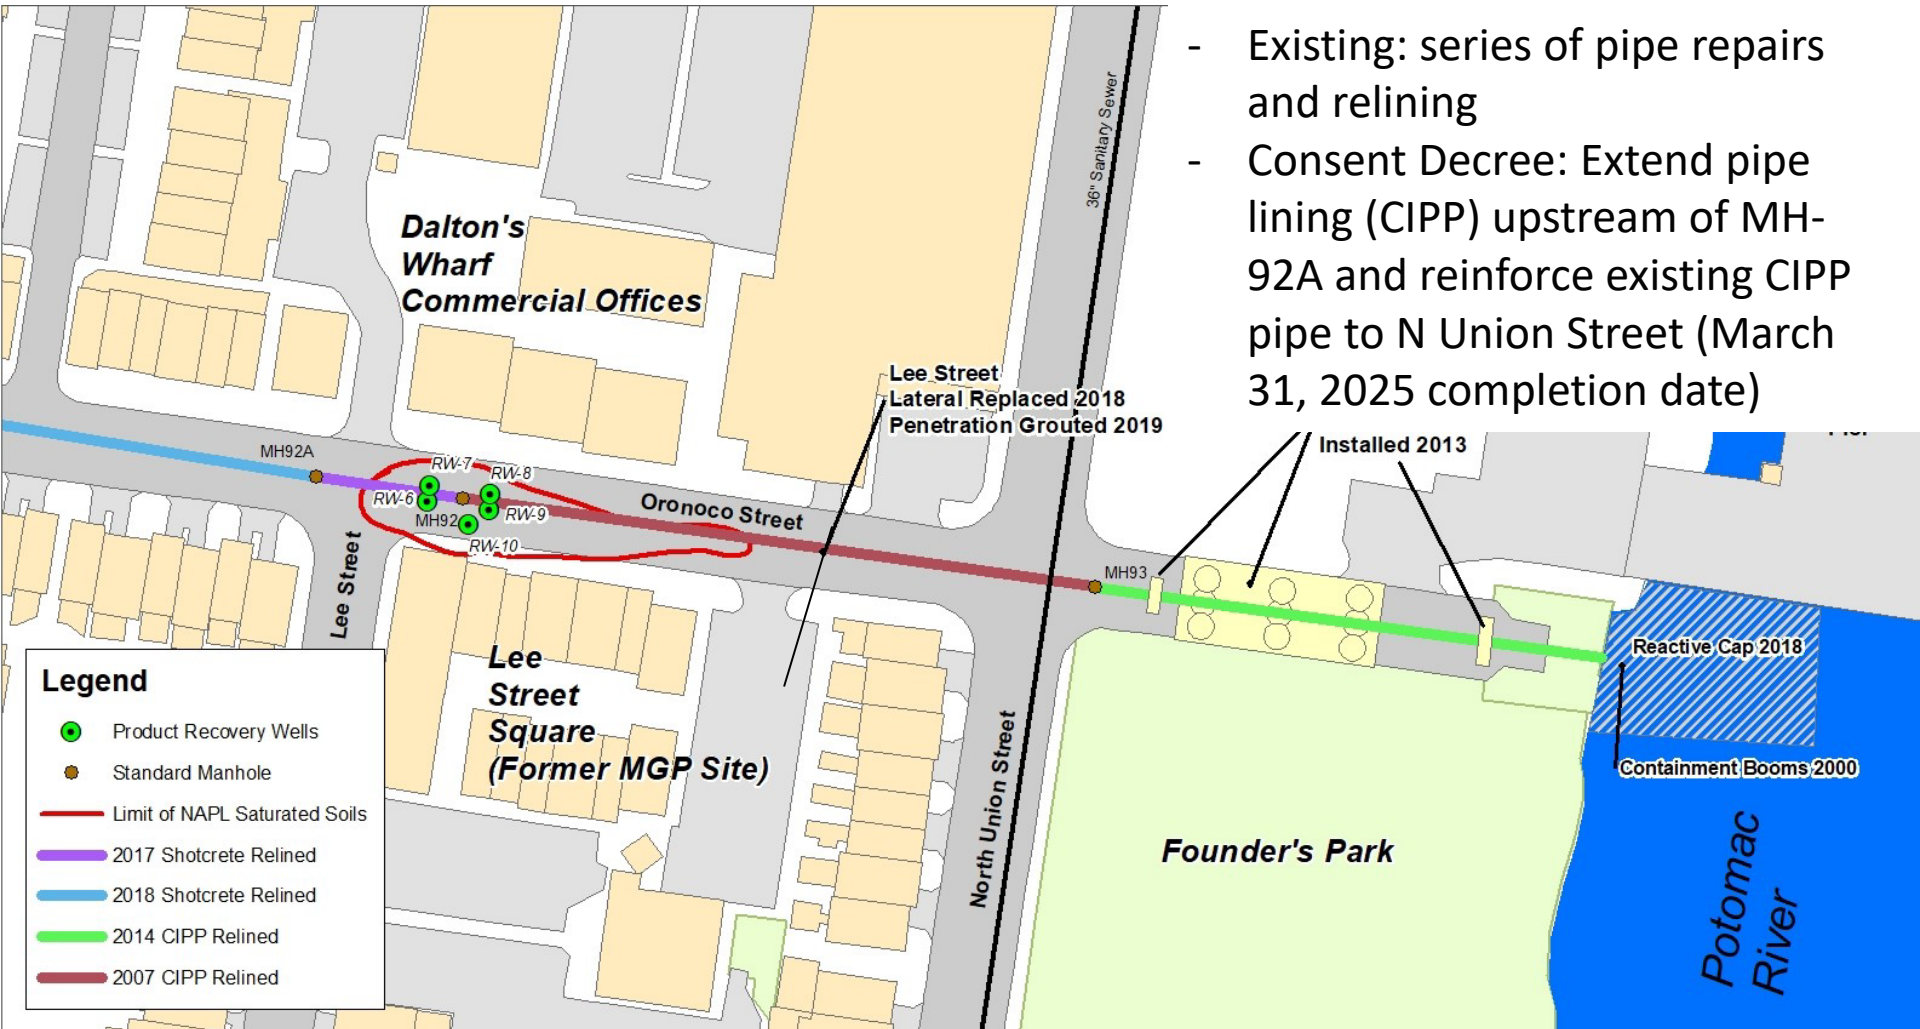 - Existing: series of pipe repairs
and relining
- Consent Decree: Extend pipe
lining (CIPP) upstream of MH-
92A and reinforce existing CIPP
pipe to N Union Street (March
31, 2025 completion date)
36" Sanitary Sewer
Dalton's
Wharf
Commercial Offices
Lee Street
Lateral Replaced 2018
Penetration Grouted 2019
Installed 2013
MH92A
RW-7
RW-8
RW-6
RW-9
MH92
RW-10
Oronoco Street
MH93
Lee Street
Lee
Street
Square
(Former MGP Site)
North Union Street
Reactive Cap 2018
Containment Booms 2000
Founder's Park
Potomac
River
Legend
Product Recovery Wells
Standard Manhole
Limit of NAPL Saturated Soils
2017 Shotcrete Relined
2018 Shotcrete Relined
2014 CIPP Relined
2007 CIPP Relined